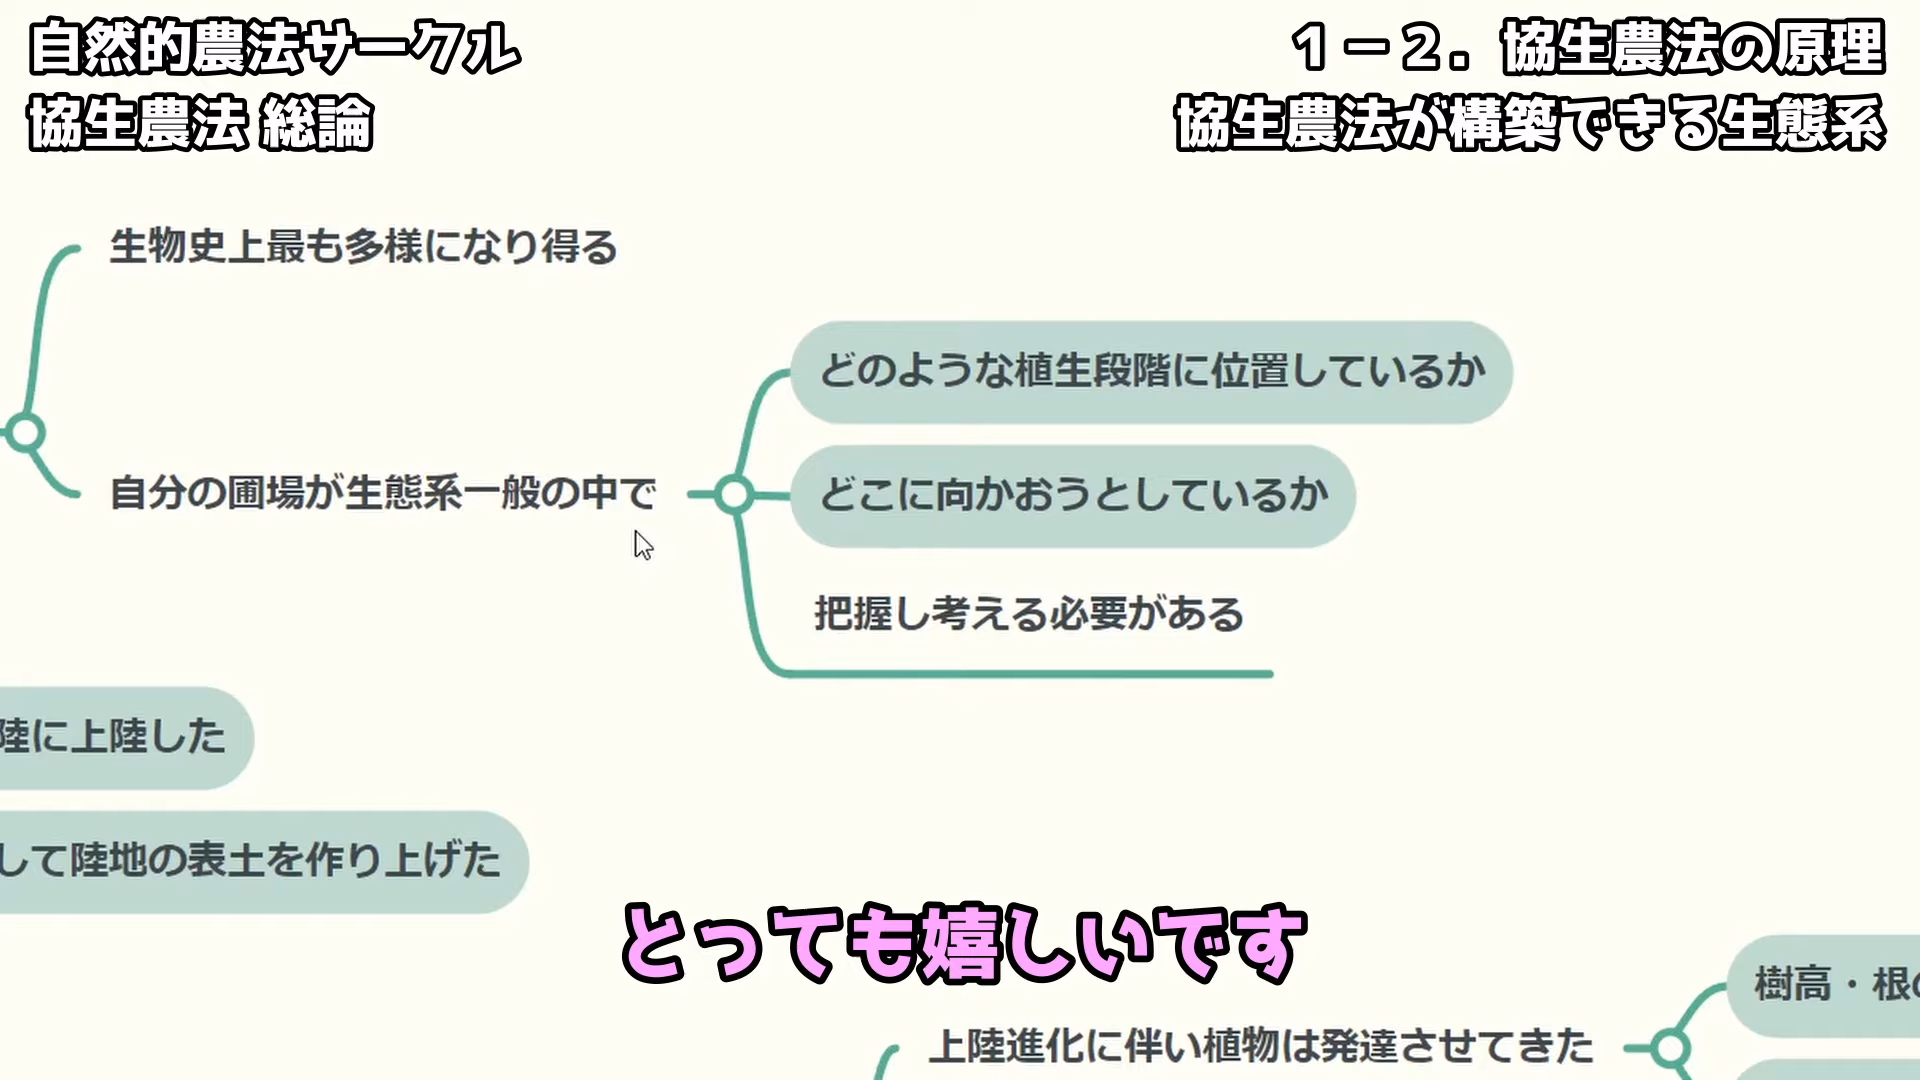 自然的農法サークル
協生農法 総論
１－２．協生農法の原理
協生農法が構築できる生態系
生物史上最も多様になり得る
どのような植生段階に位置しているか
自分の圃場が生態系一般の中で
どこに向かおうとしているか
把握し考える必要がある
陸に上陸した
して陸地の表土を作り上げた
とっても嬉しいです
樹高・根の
上陸進化に伴い植物は発達させてきた